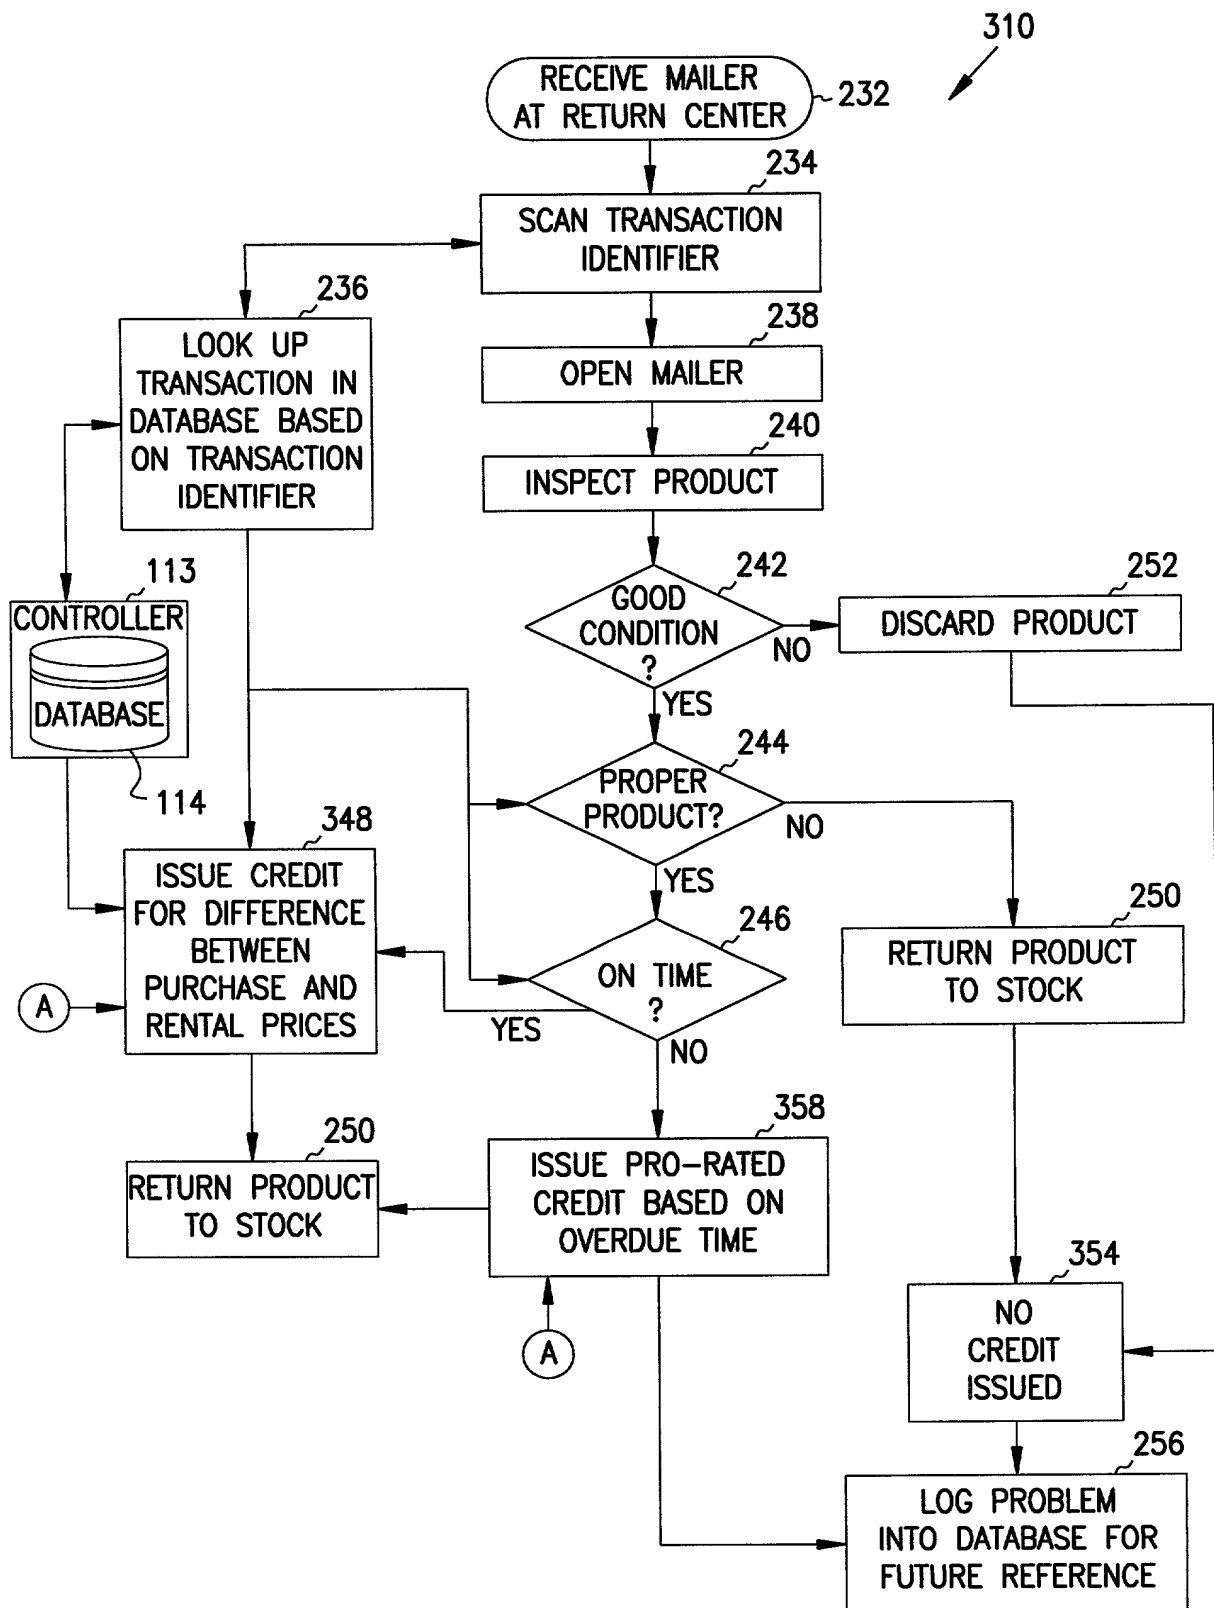 310
RECEIVE MAILER
AT RETURN CENTER
232
234
SCAN TRANSACTION
IDENTIFIER
236
LOOK UP
TRANSACTION IN
DATABASE BASED
ON TRANSACTION
IDENTIFIER
238
OPEN MAILER
240
INSPECT PRODUCT
242
GOOD
CONDITION
?
NO
YES
252
DISCARD PRODUCT
113
CONTROLLER
DATABASE
114
244
PROPER
PRODUCT?
NO
YES
348
ISSUE CREDIT
FOR DIFFERENCE
BETWEEN
PURCHASE AND
RENTAL PRICES
A
246
ON TIME
?
YES
NO
250
RETURN PRODUCT
TO STOCK
250
RETURN PRODUCT
TO STOCK
358
ISSUE PRO-RATED
CREDIT BASED ON
OVERDUE TIME
A
354
NO
CREDIT
ISSUED
256
LOG PROBLEM
INTO DATABASE FOR
FUTURE REFERENCE